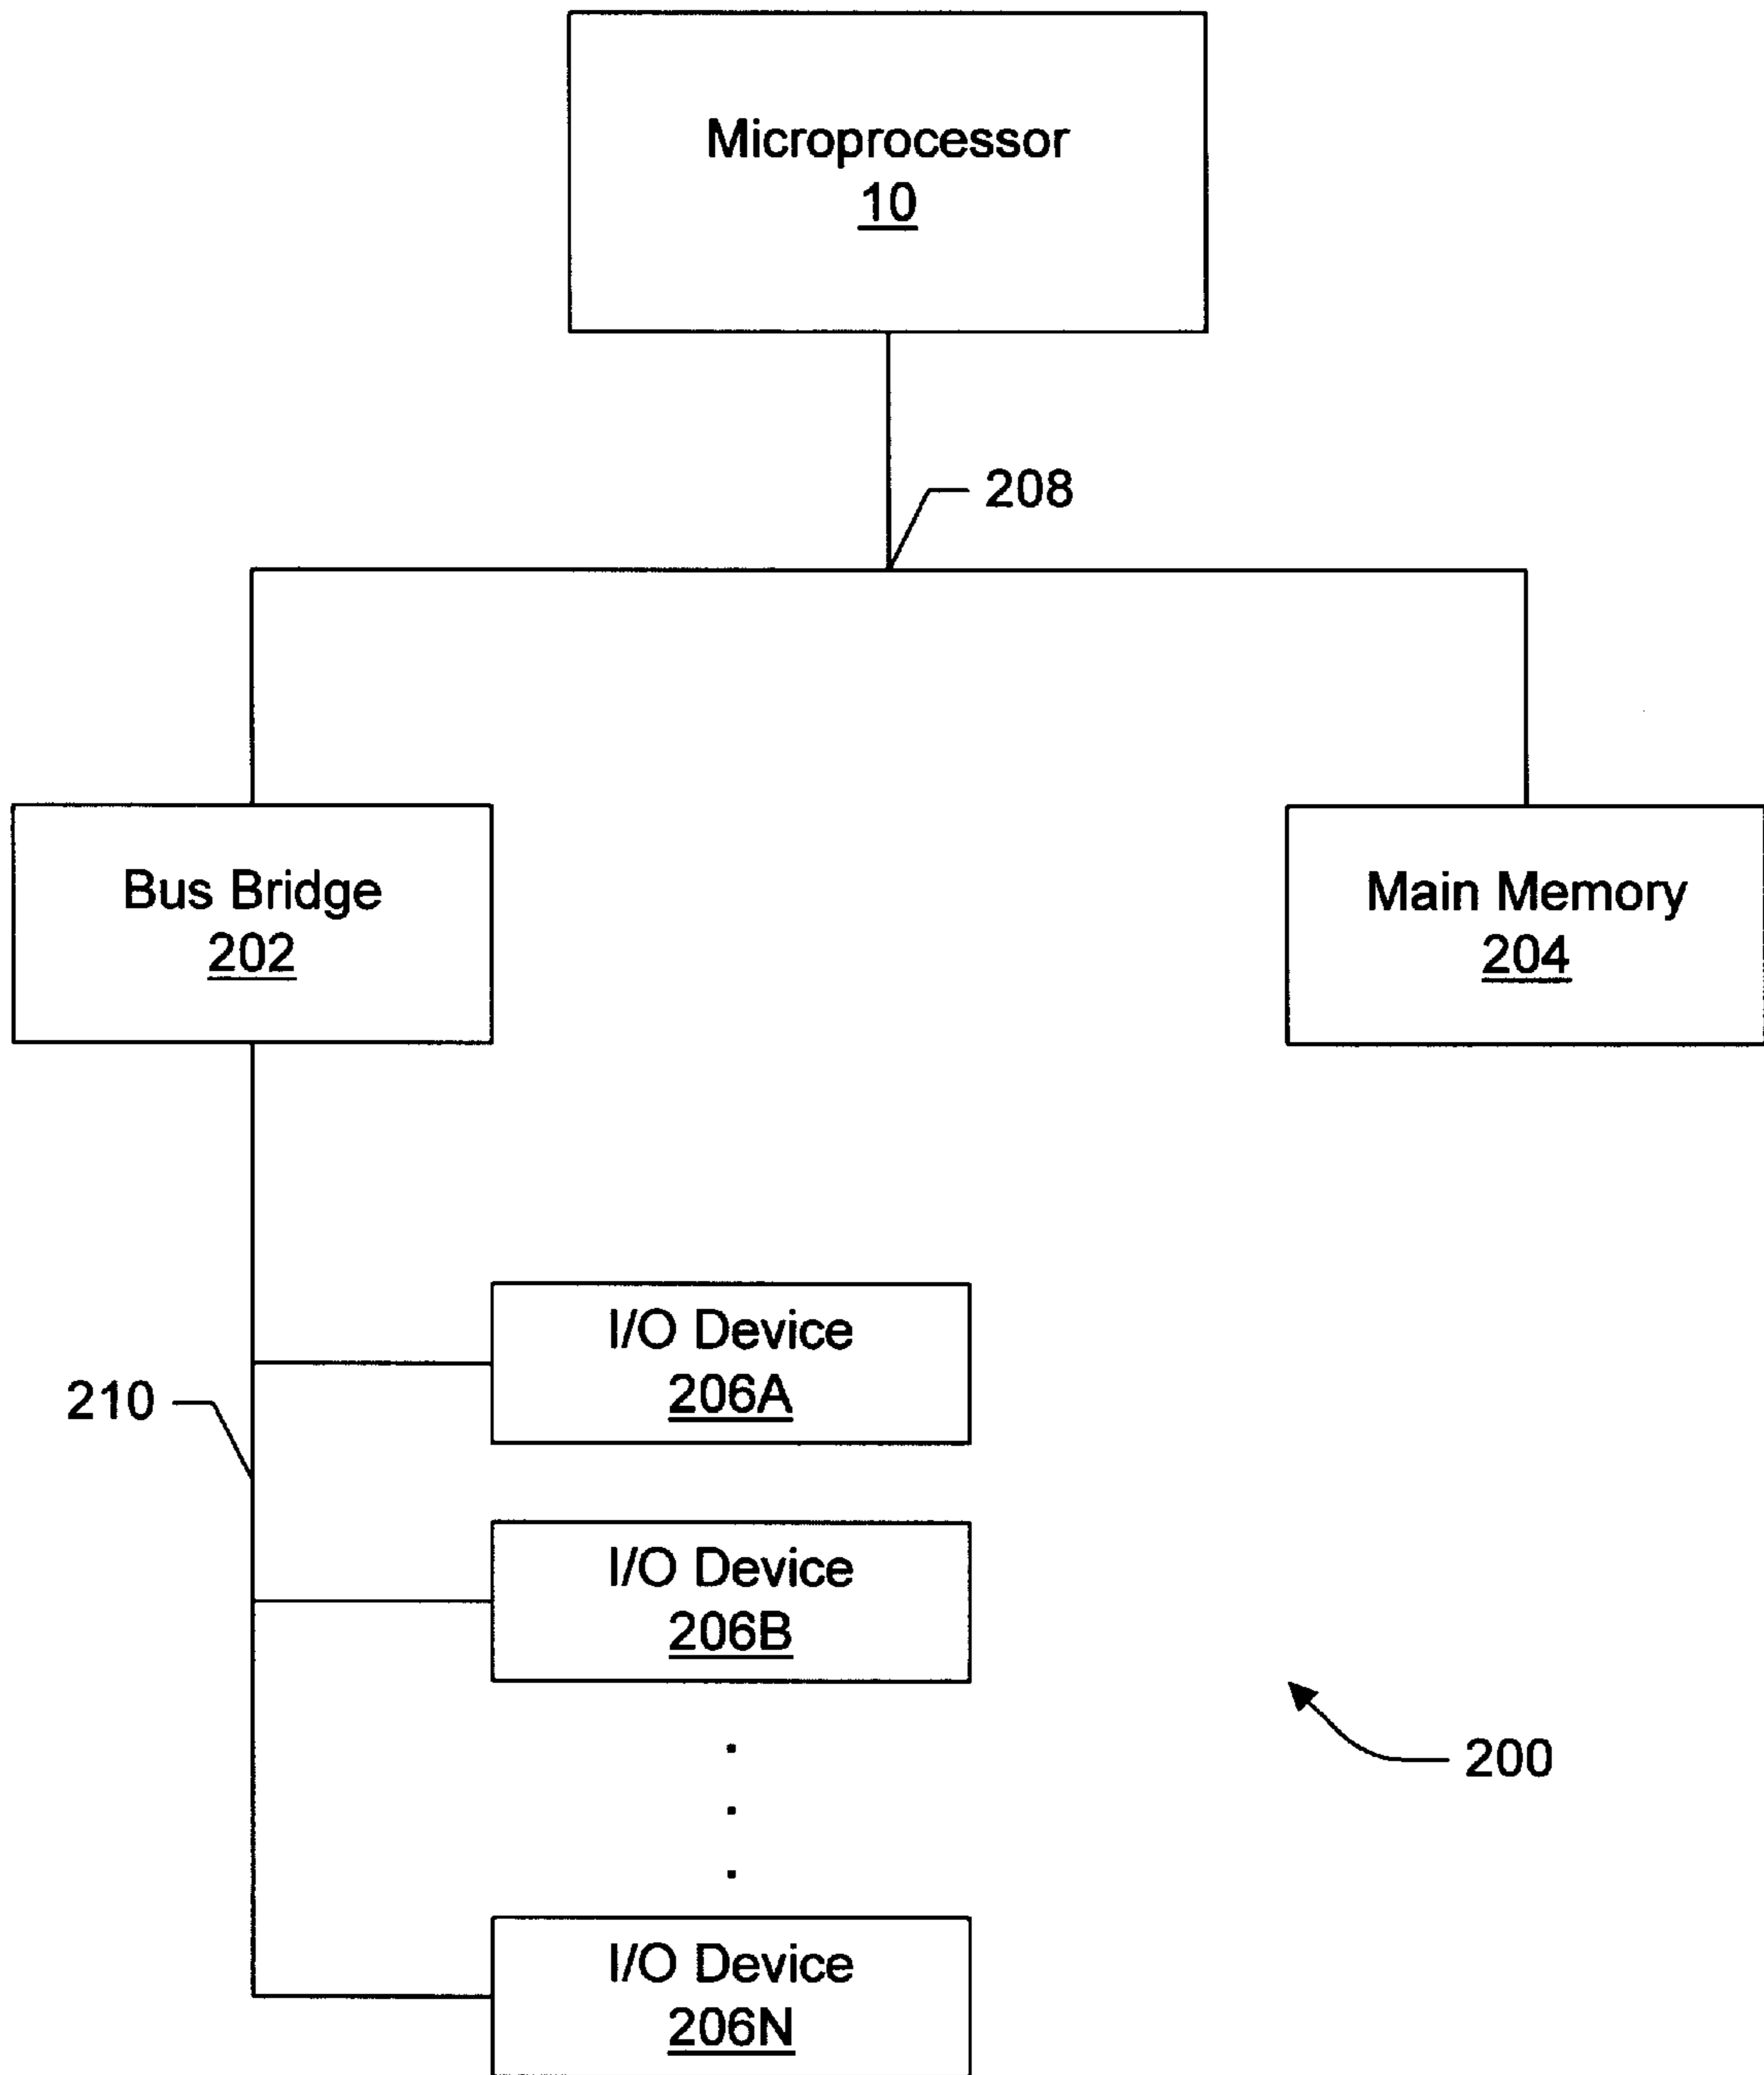 Microprocessor
10
208
Bus Bridge
202
Main Memory
204
I/O Device
206A
210
I/O Device
206B
200
I/O Device
206N